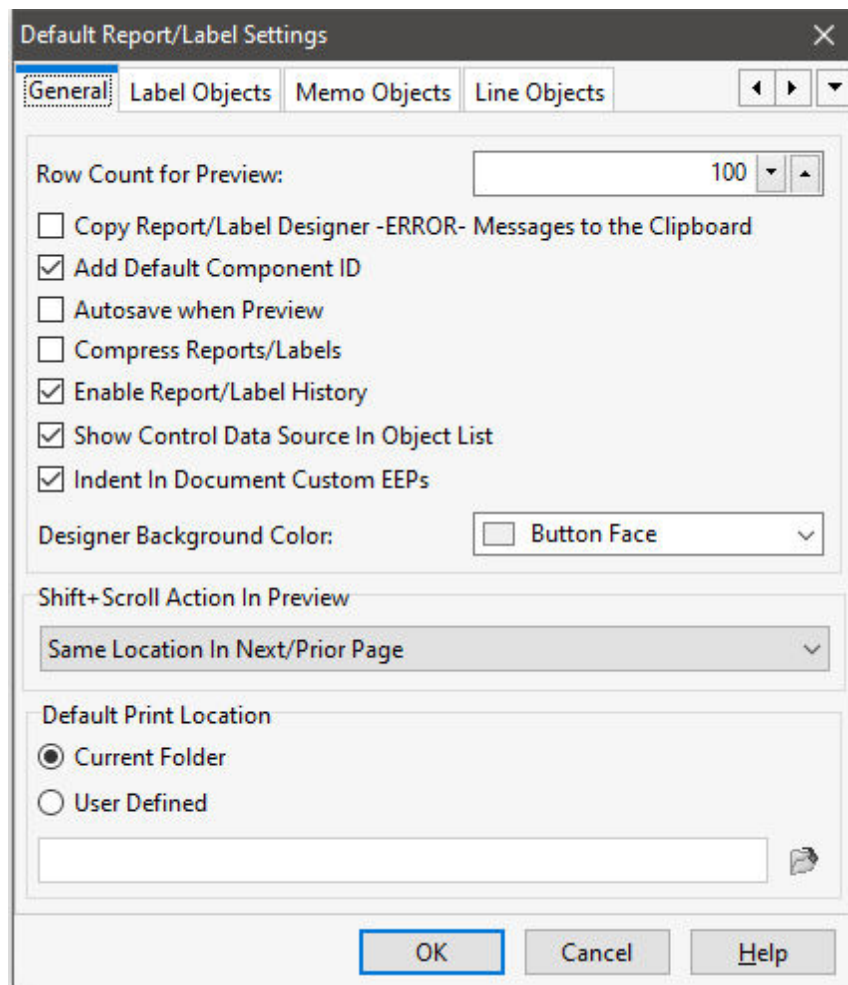 Default Report/Label Settings
General Label Objects Memo Objects Line Objects
Row Count for Preview: 100
Copy Report/Label Designer -ERROR- Messages to the Clipboard
Add Default Component ID
Autosave when Preview
Compress Reports/Labels
Enable Report/Label History
Show Control Data Source In Object List
Indent In Document Custom EEPs
Designer Background Color: Button Face
Shift+Scroll Action In Preview
Same Location In Next/Prior Page
Default Print Location
Current Folder
User Defined
OK Cancel Help